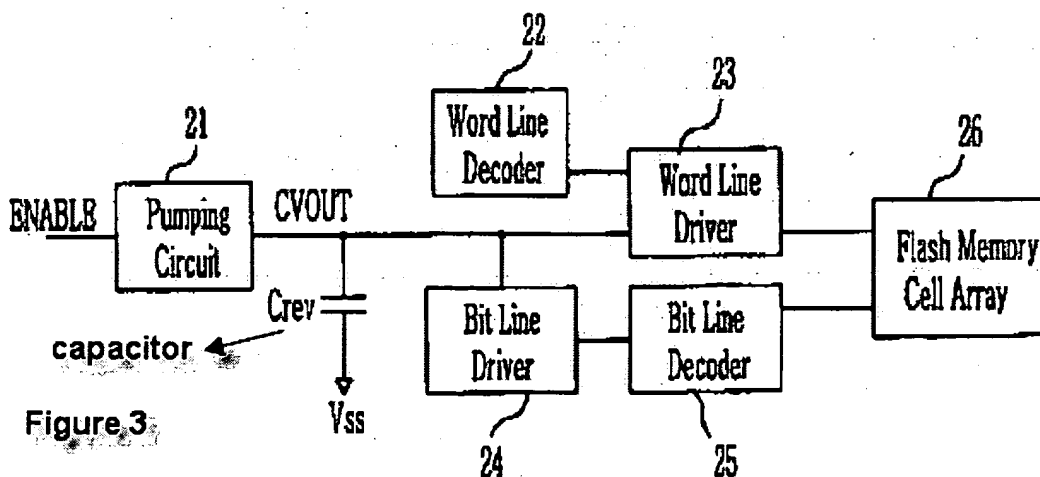 22
Word Line
Decoder
23
Word Line
Driver
21
Pumping
Circuit
ENABLE
CVOUT
26
Flash Memory
Cell Array
Crev
capacitor
Vss
Bit Line
Driver
24
Bit Line
Decoder
25
Figure 3